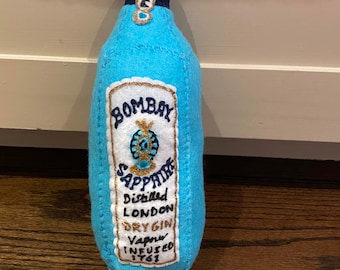 BOMBAY
SAPPHIRE
Distilled
LONDON
DRY GIN
Vapour
INFUSED
1761